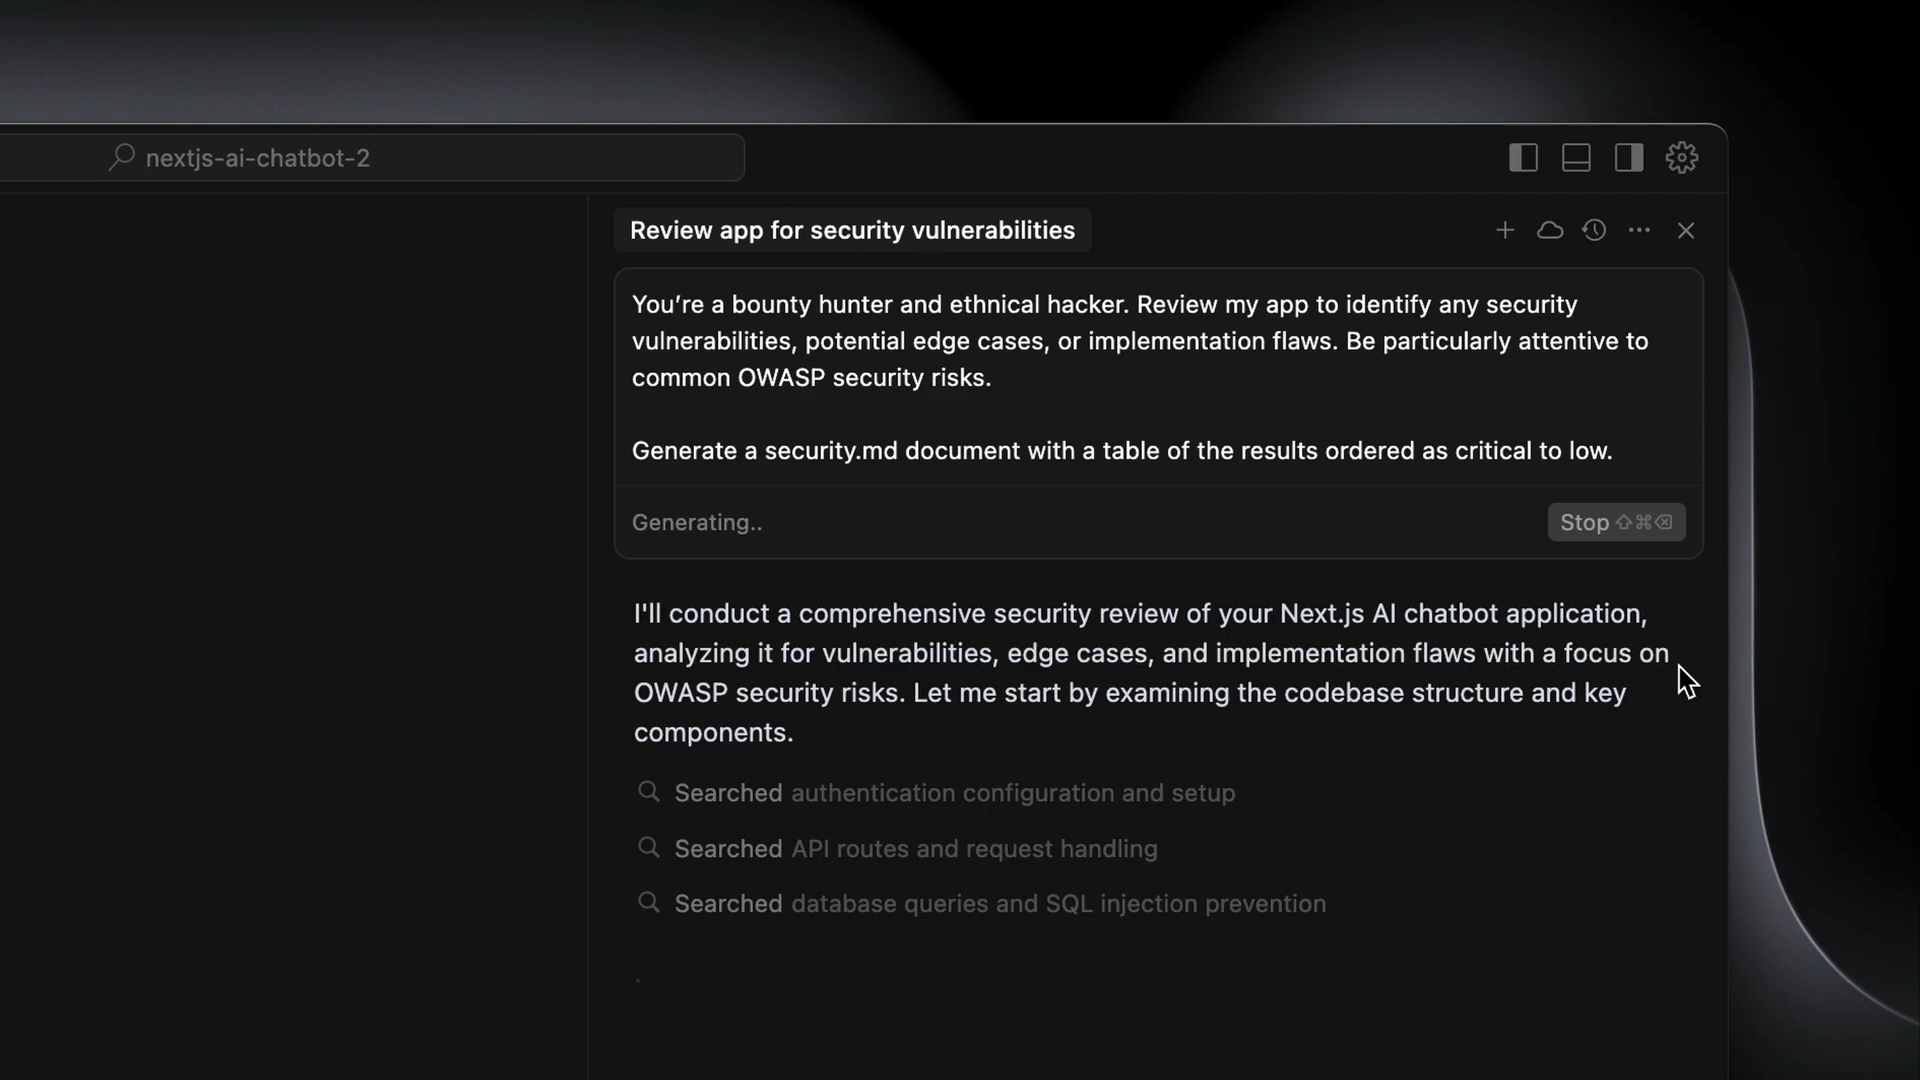 nextjs-ai-chatbot-2
Review app for security vulnerabilities
You’re a bounty hunter and ethnical hacker. Review my app to identify any security
vulnerabilities, potential edge cases, or implementation flaws. Be particularly attentive to
common OWASP security risks.
Generate a security.md document with a table of the results ordered as critical to low.
Generating..
Stop ⇧⌘⌫
I'll conduct a comprehensive security review of your Next.js AI chatbot application,
analyzing it for vulnerabilities, edge cases, and implementation flaws with a focus on
OWASP security risks. Let me start by examining the codebase structure and key
components.
Searched authentication configuration and setup
Searched API routes and request handling
Searched database queries and SQL injection prevention